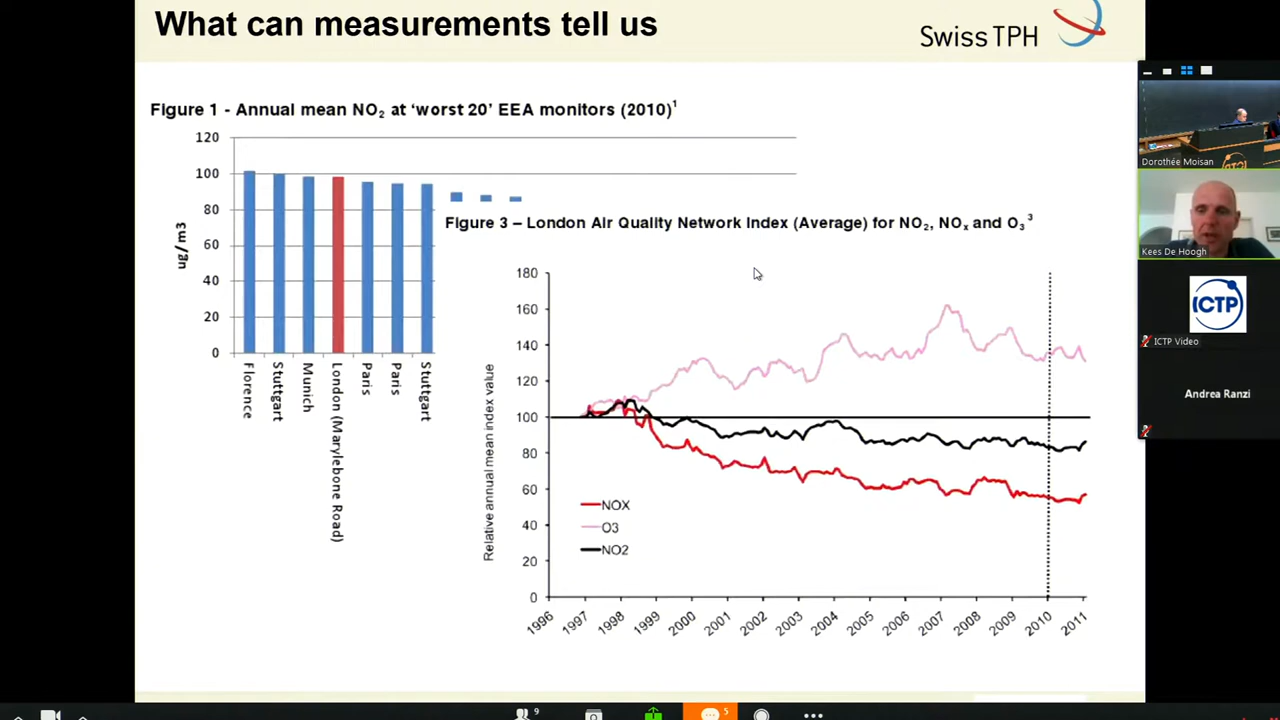 What can measurements tell us
Swiss TPH
Figure 1 - Annual mean NO₂ at ‘worst 20’ EEA monitors (2010)¹
120
100
80
60
40
20
0
ug/m3
Florence
Stuttgart
Munich
London (Marylebone Road)
Paris
Paris
Stuttgart
Figure 3 – London Air Quality Network Index (Average) for NO₂, NOₓ and O₃³
180
160
140
120
100
80
60
40
20
0
Relative annual mean index value
NOX
O3
NO2
1996
1997
1998
1999
2000
2001
2002
2003
2004
2005
2006
2007
2008
2009
2010
2011
ICTP
Dorothée Moisan
Kees De Hoogh
ICTP
ICTP Video
Andrea Ranzi
9
5